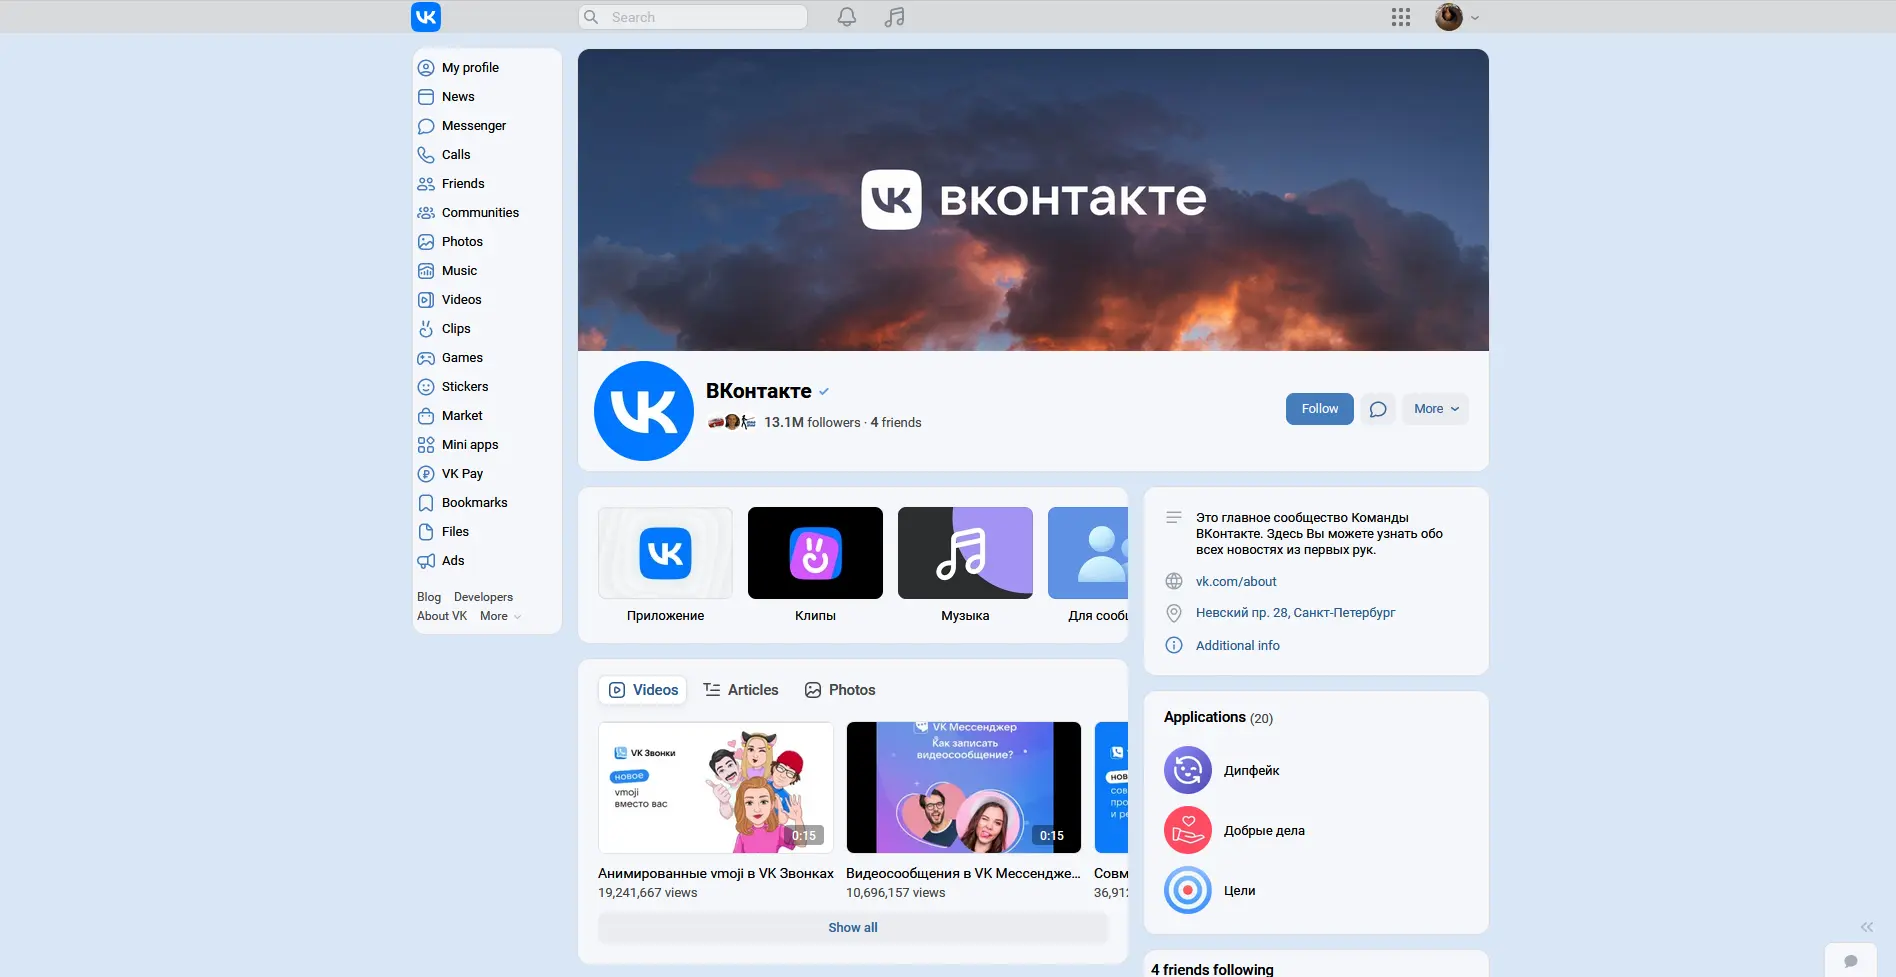 Search
My profile
News
Messenger
Calls
Friends
Communities
Photos
Music
Videos
Clips
Games
Stickers
Market
Mini apps
VK Pay
Bookmarks
Files
Ads
Blog Developers
About VK More
вконтакте
ВКонтакте
13.1M followers · 4 friends
Follow
More
Приложение
Клипы
Музыка
Для сооб
Это главное сообщество Команды
ВКонтакте. Здесь Вы можете узнать обо
всех новостях из первых рук.
vk.com/about
Невский пр. 28, Санкт-Петербург
Additional info
Videos Articles Photos
VK Звонки
новое
vmoji
вместо вас
0:15
VK Мессенджер
Как записать
видеосообщение?
0:15
Анимированные vmoji в VK Звонках
19,241,667 views
Видеосообщения в VK Мессендже...
10,696,157 views
Совм
36,91
Show all
Applications (20)
Дипфейк
Добрые дела
Цели
4 friends following